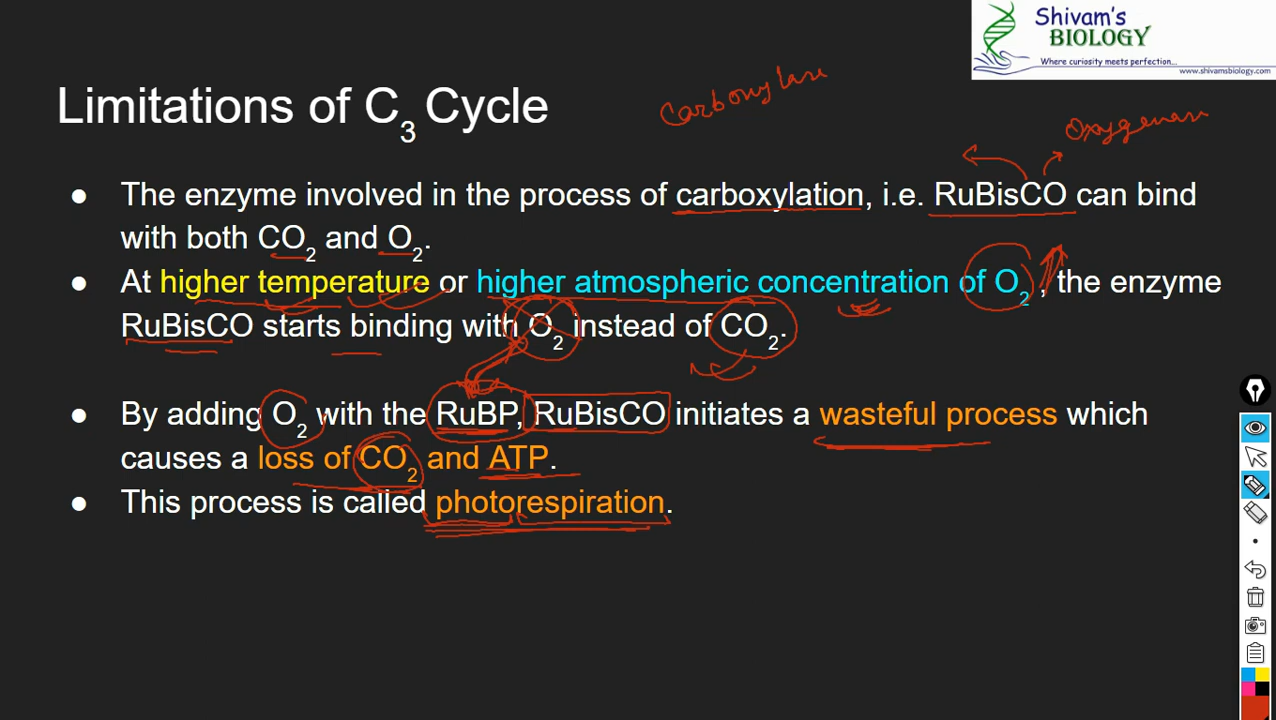 Shivam's
BIOLOGY
Where curiosity meets perfection...
www.shivamsbiology.com
Limitations of C3 Cycle
Carboxylase
Oxygenase
● The enzyme involved in the process of carboxylation, i.e. RuBisCO can bind
with both CO2 and O2.
● At higher temperature or higher atmospheric concentration of O2 , the enzyme
RuBisCO starts binding with O2 instead of CO2.
● By adding O2 with the RuBP, RuBisCO initiates a wasteful process which
causes a loss of CO2 and ATP.
● This process is called photorespiration.